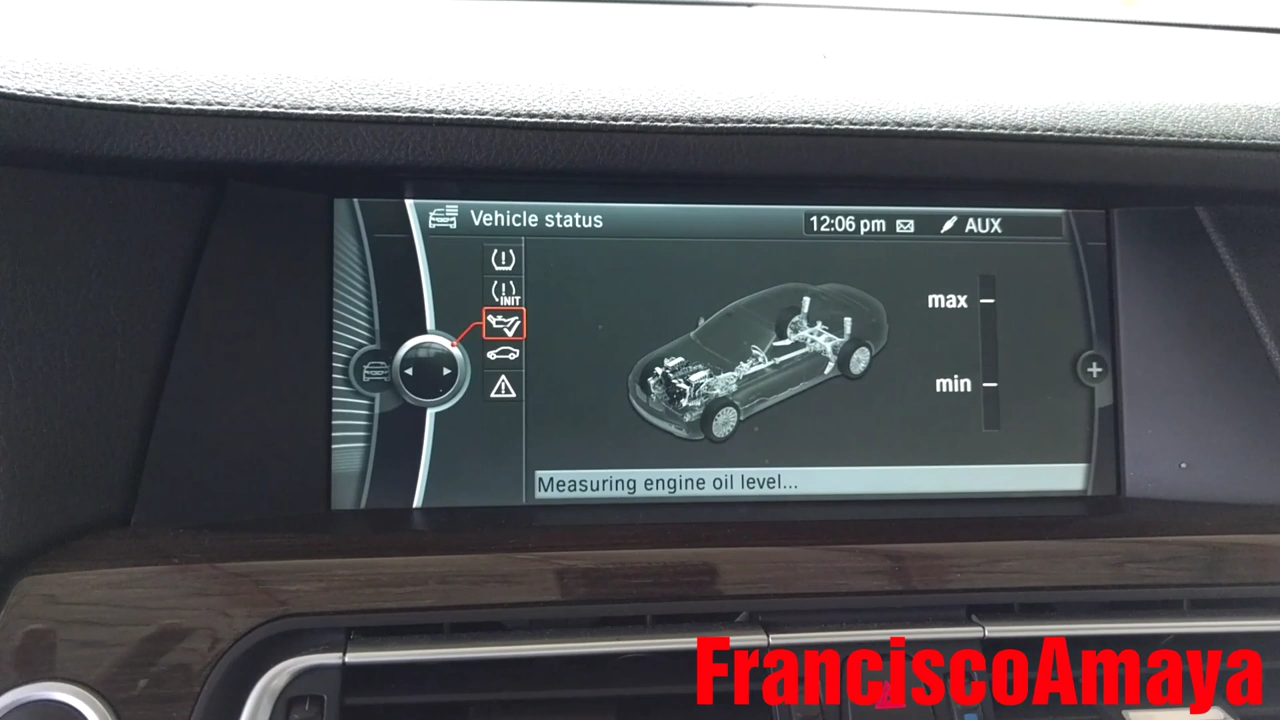 Vehicle status
12:06 pm
AUX
INIT
max
min
Measuring engine oil level...
FranciscoAmaya